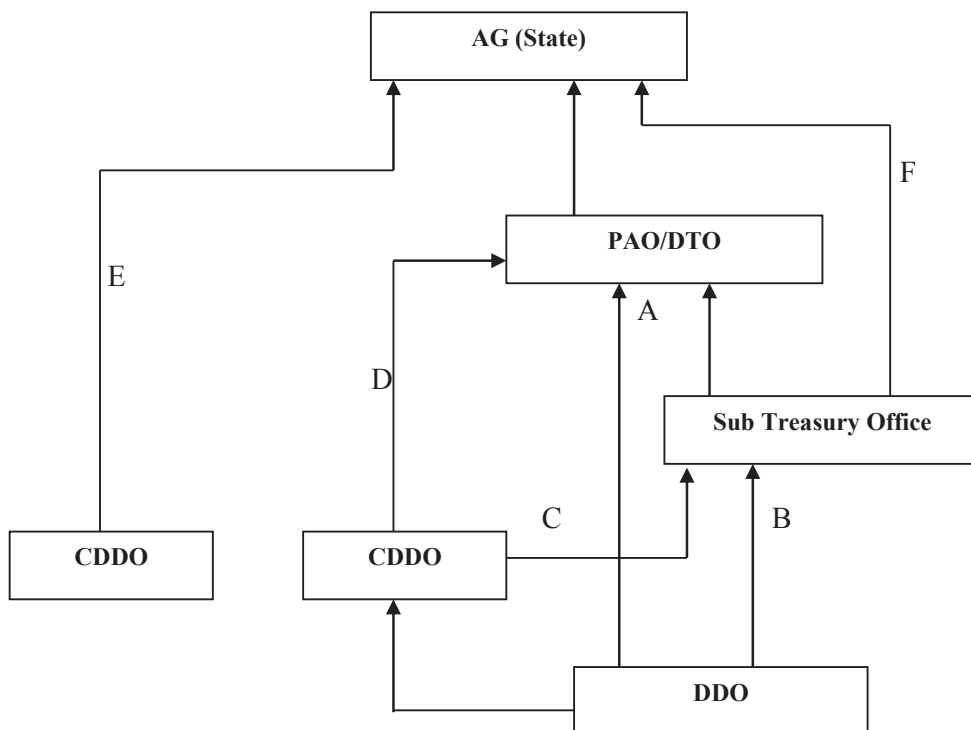 AG (State)
F
PAO/DTO
E
A
D
Sub Treasury Office
C
B
CDDO
CDDO
DDO